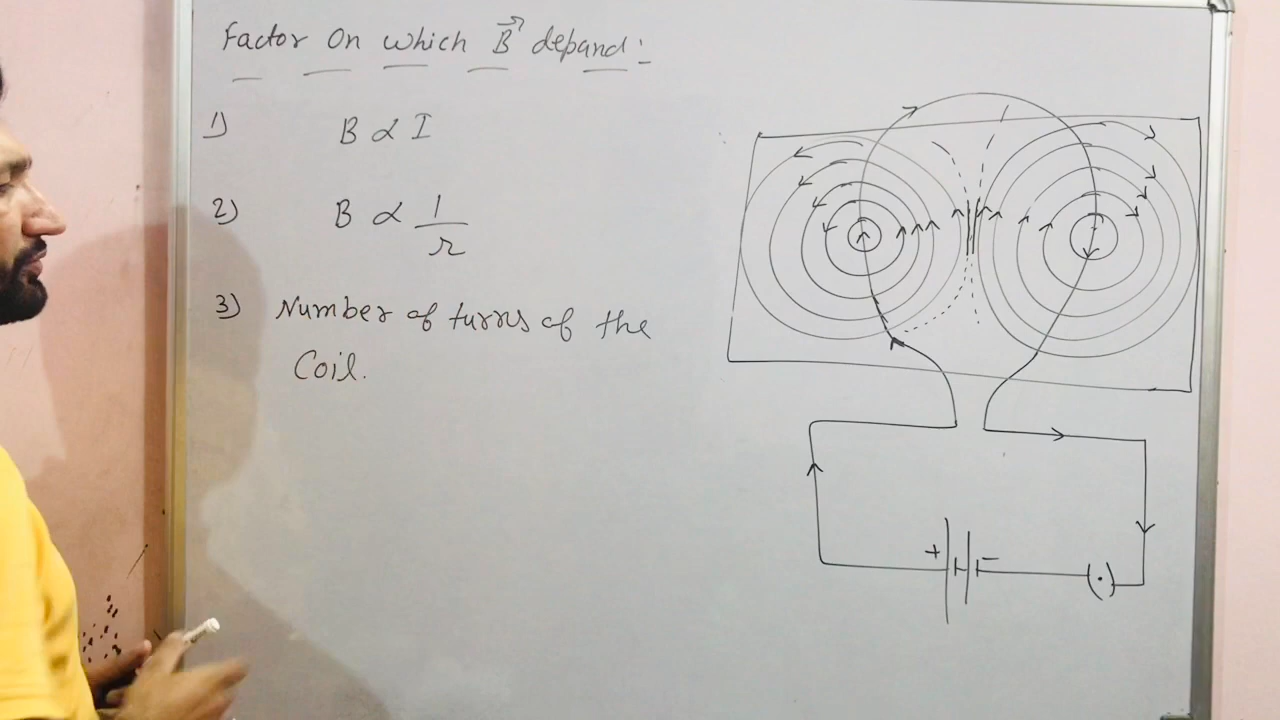 Factor On which B⃗ depand :
1) B ∝ I
2) B ∝ 1/r
3) Number of turns of the
Coil.
+ −
(·)